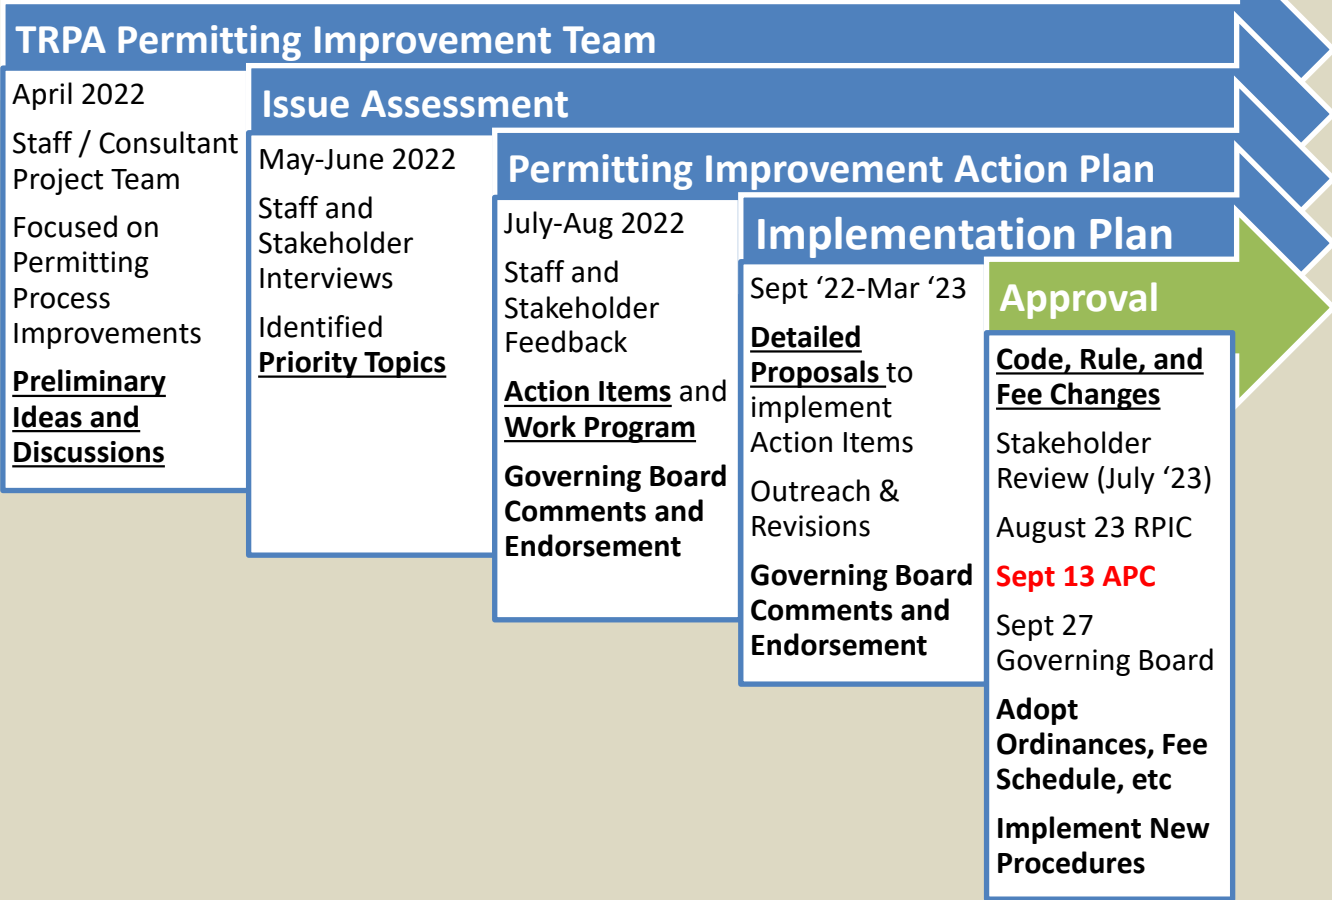 TRPA Permitting Improvement Team
April 2022
Staff / Consultant
Project Team
Focused on
Permitting
Process
Improvements
Preliminary
Ideas and
Discussions
Issue Assessment
May-June 2022
Staff and
Stakeholder
Interviews
Identified
Priority Topics
Permitting Improvement Action Plan
July-Aug 2022
Staff and
Stakeholder
Feedback
Action Items and
Work Program
Governing Board
Comments and
Endorsement
Implementation Plan
Sept ‘22-Mar ‘23
Detailed
Proposals to
implement
Action Items
Outreach &
Revisions
Governing Board
Comments and
Endorsement
Approval
Code, Rule, and
Fee Changes
Stakeholder
Review (July ‘23)
August 23 RPIC
Sept 13 APC
Sept 27
Governing Board
Adopt
Ordinances, Fee
Schedule, etc
Implement New
Procedures